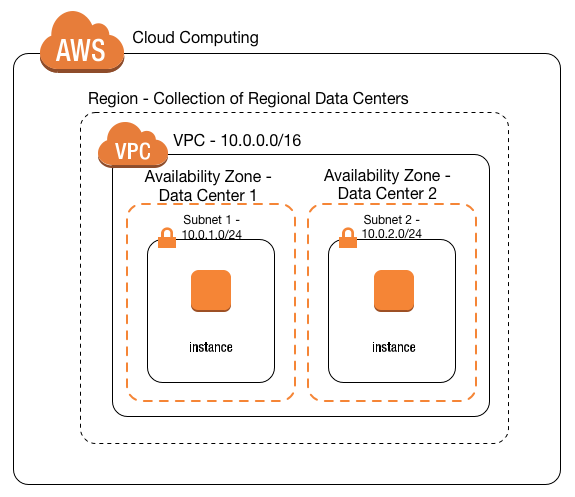 AWS
Cloud Computing
Region - Collection of Regional Data Centers
VPC
VPC - 10.0.0.0/16
Availability Zone -
Data Center 1
Availability Zone -
Data Center 2
Subnet 1 -
10.0.1.0/24
Subnet 2 -
10.0.2.0/24
instance
instance